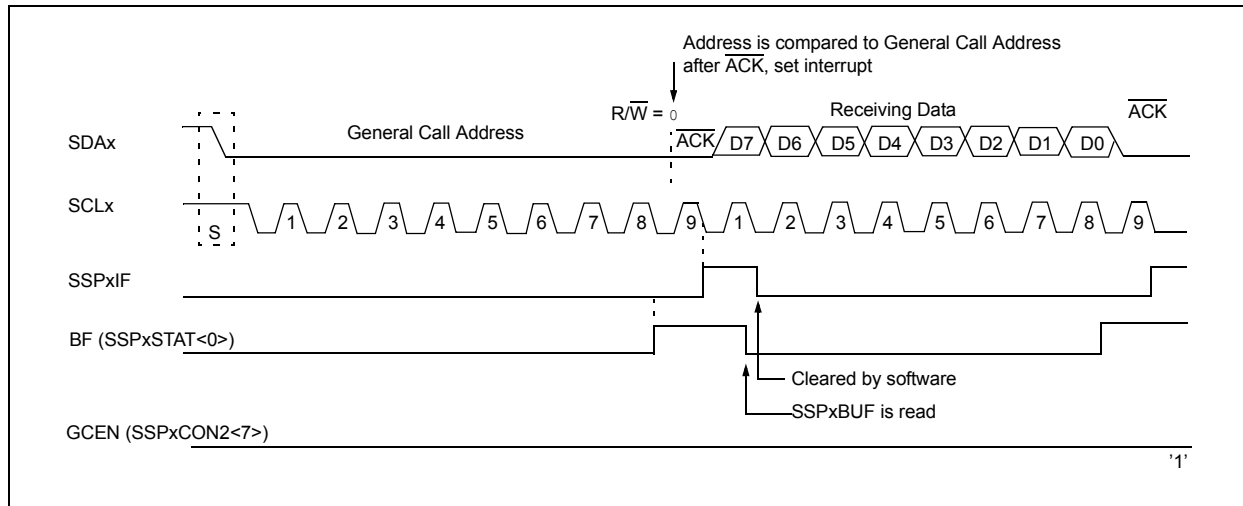 Address is compared to General Call Address
after ACK, set interrupt
R/W = 0
Receiving Data
ACK
General Call Address
SDAx
ACK D7 D6 D5 D4 D3 D2 D1 D0
SCLx
S
1 2 3 4 5 6 7 8 9 1 2 3 4 5 6 7 8 9
SSPxIF
BF (SSPxSTAT<0>)
Cleared by software
SSPxBUF is read
GCEN (SSPxCON2<7>)
’1’